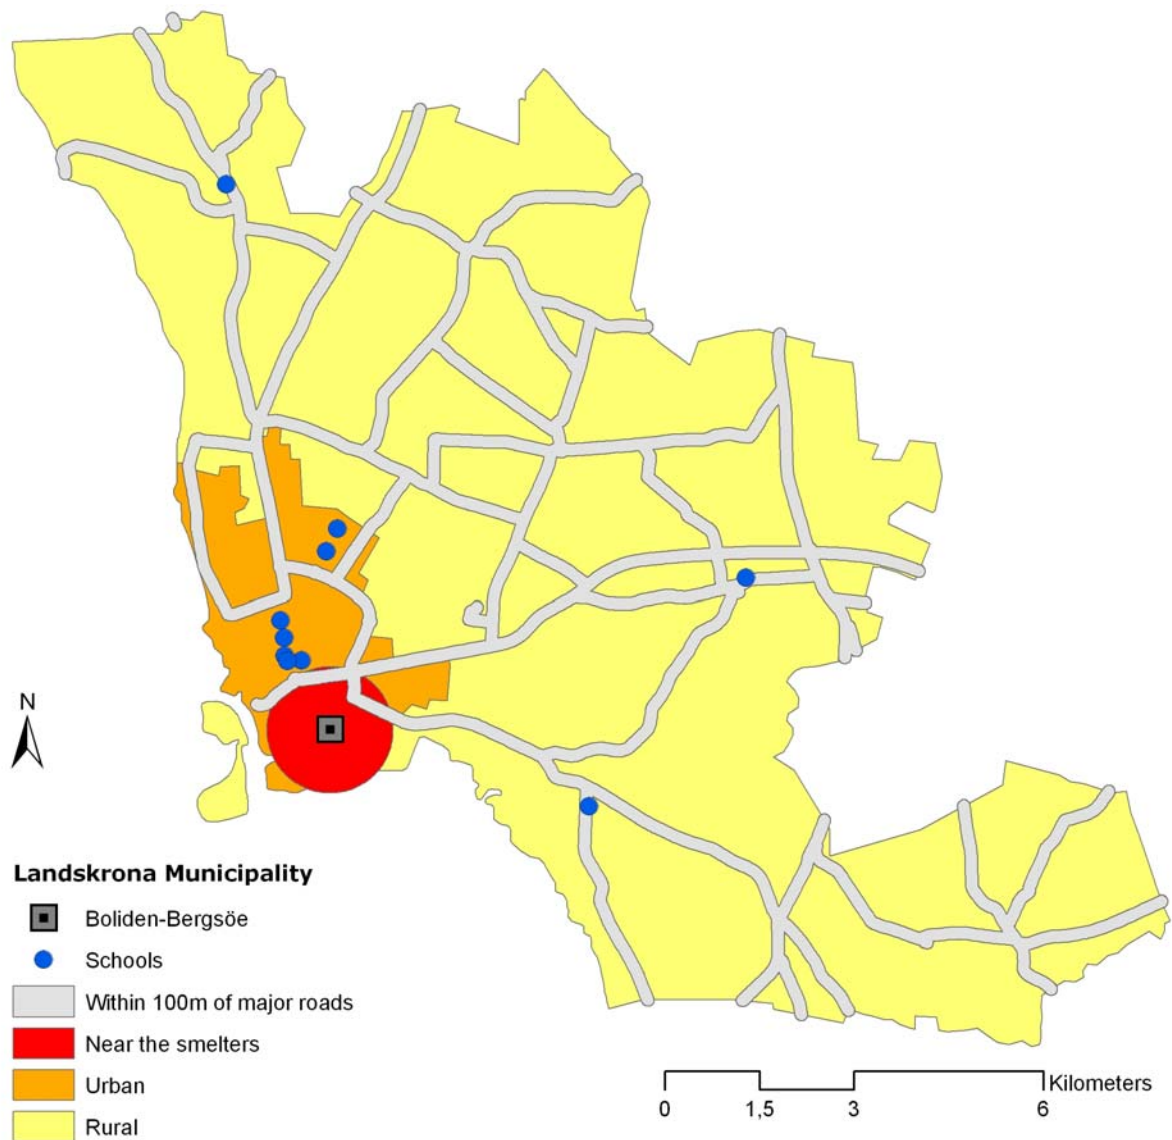 N
Landskrona Municipality
Boliden-Bergsöe
Schools
Within 100m of major roads
Near the smelters
Urban
Rural
Kilometers
0 1,5 3 6